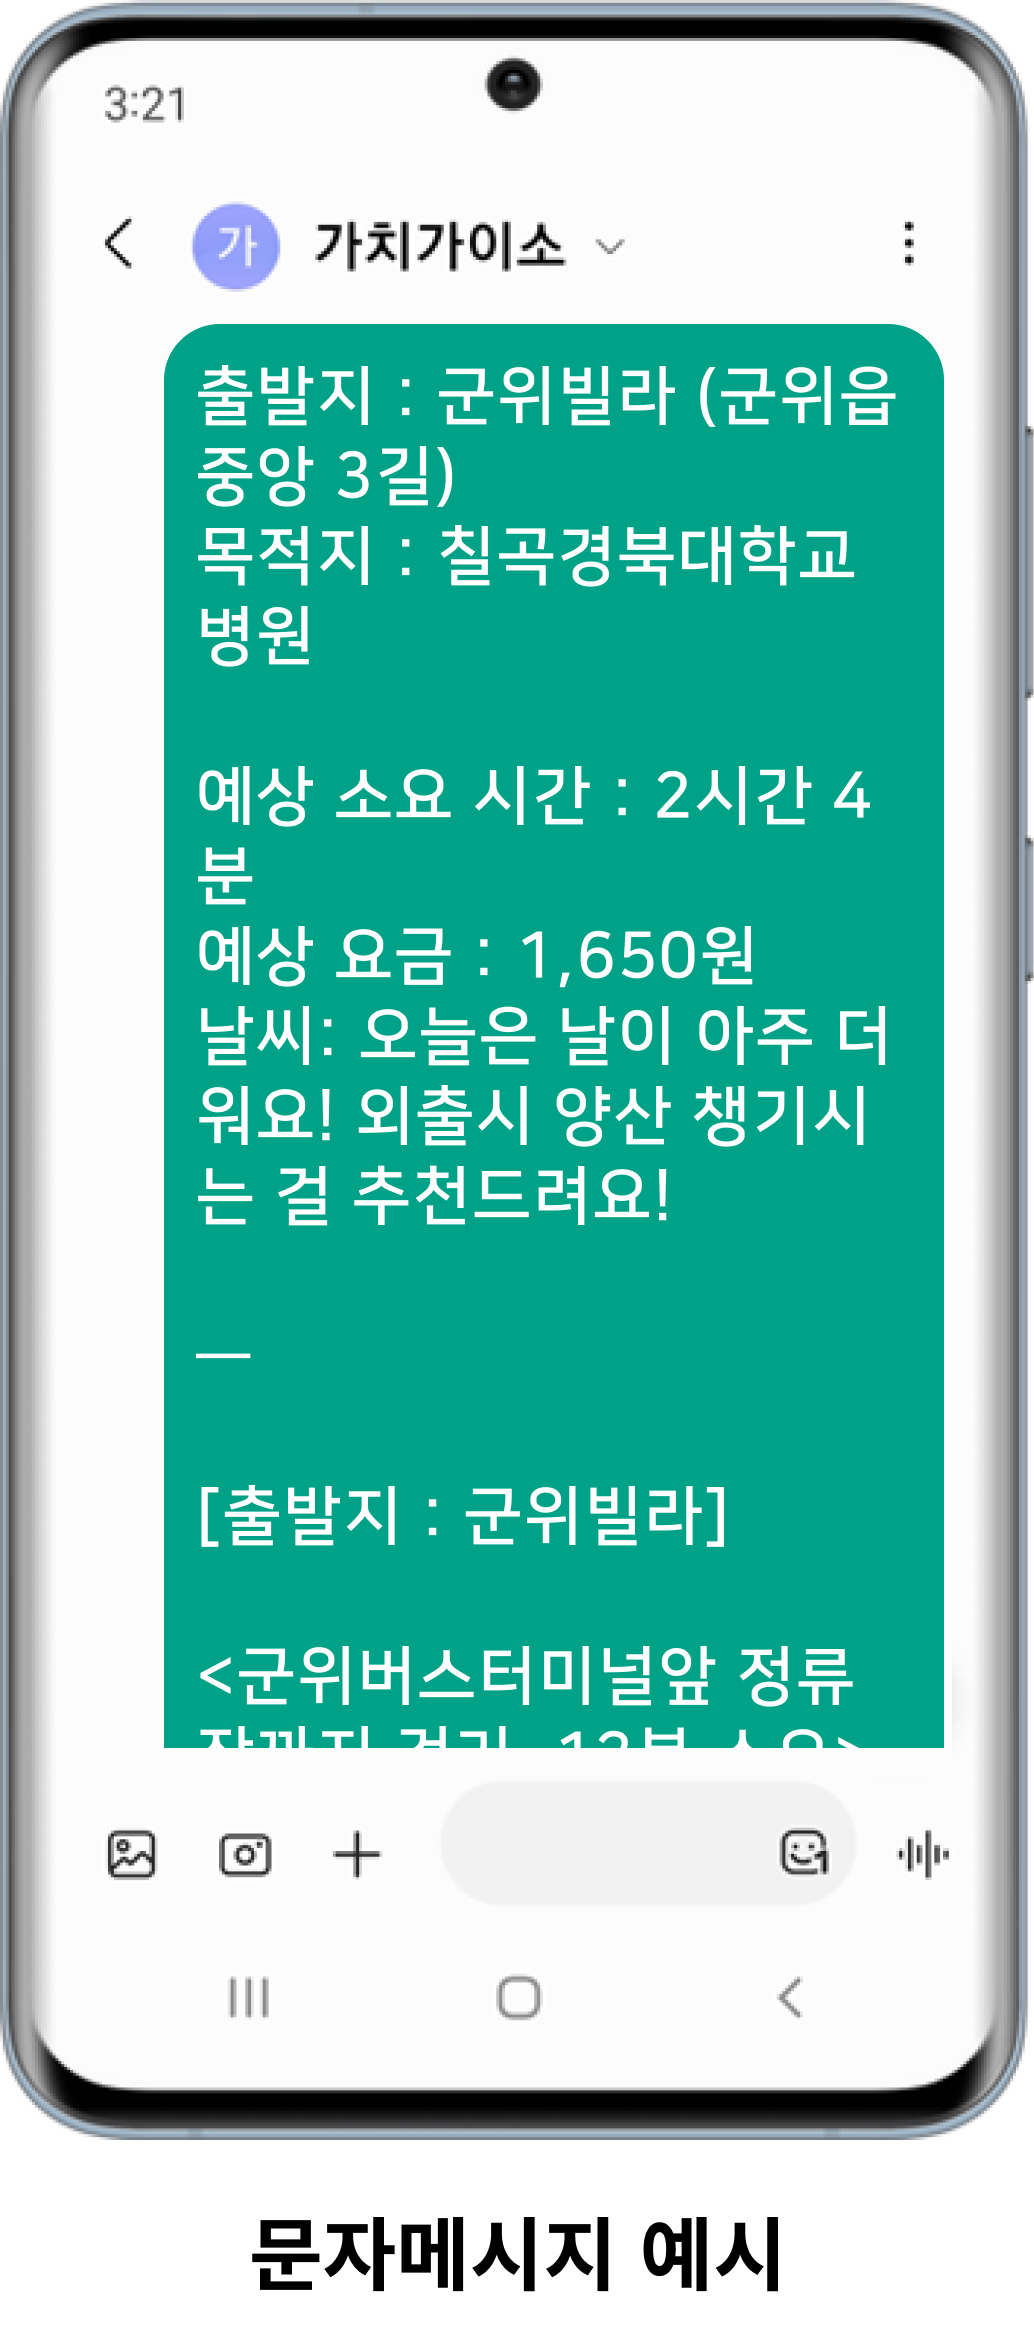 3:21
가 가치가이소
출발지 : 군위빌라 (군위읍
중앙 3길)
목적지 : 칠곡경북대학교
병원
예상 소요 시간 : 2시간 4
분
예상 요금 : 1,650원
날씨: 오늘은 날이 아주 더
워요! 외출시 양산 챙기시
는 걸 추천드려요!
—
[출발지 : 군위빌라]
<군위버스터미널앞 정류
문자메시지 예시